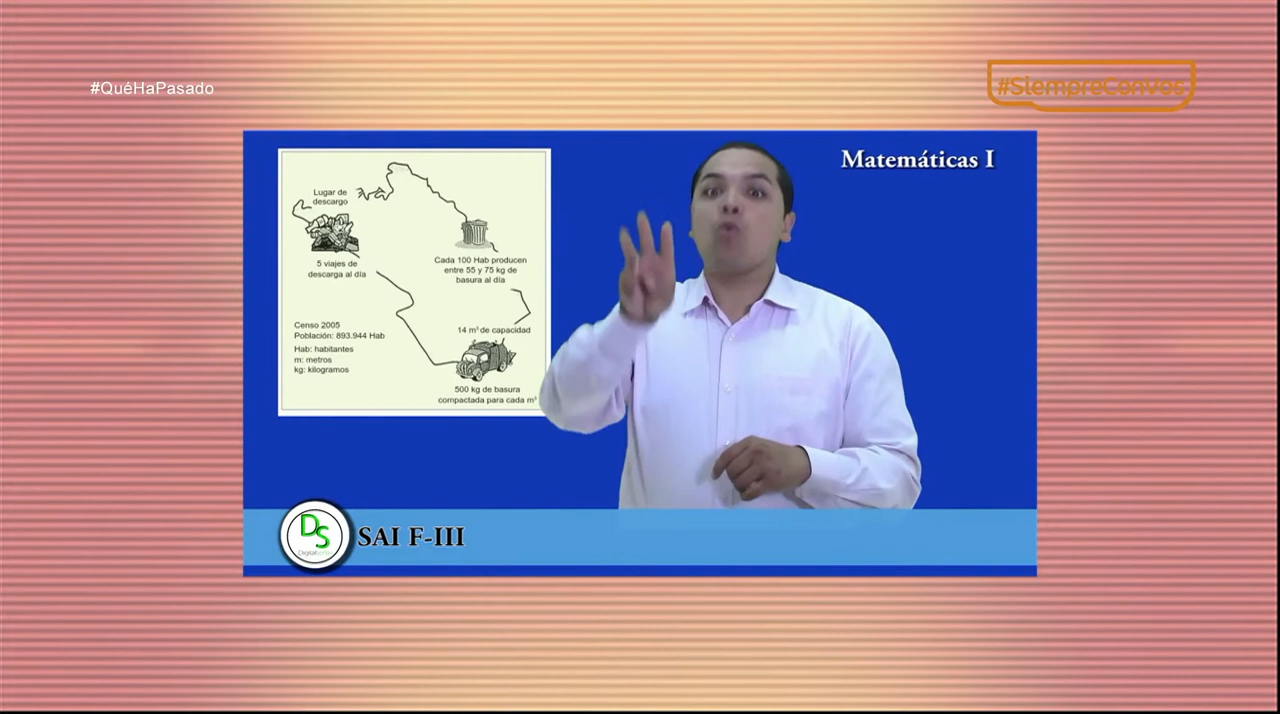 #QuéHaPasado
#SiempreConVos
Matemáticas I
Lugar de
descargo
5 viajes de
descarga al día
Cada 100 Hab producen
entre 55 y 75 kg de
basura al día
14 m³ de capacidad
Censo 2005
Población: 893.944 Hab
Hab: habitantes
m: metros
kg: kilogramos
500 kg de basura
compactada para cada m³
DS
SAI F-III